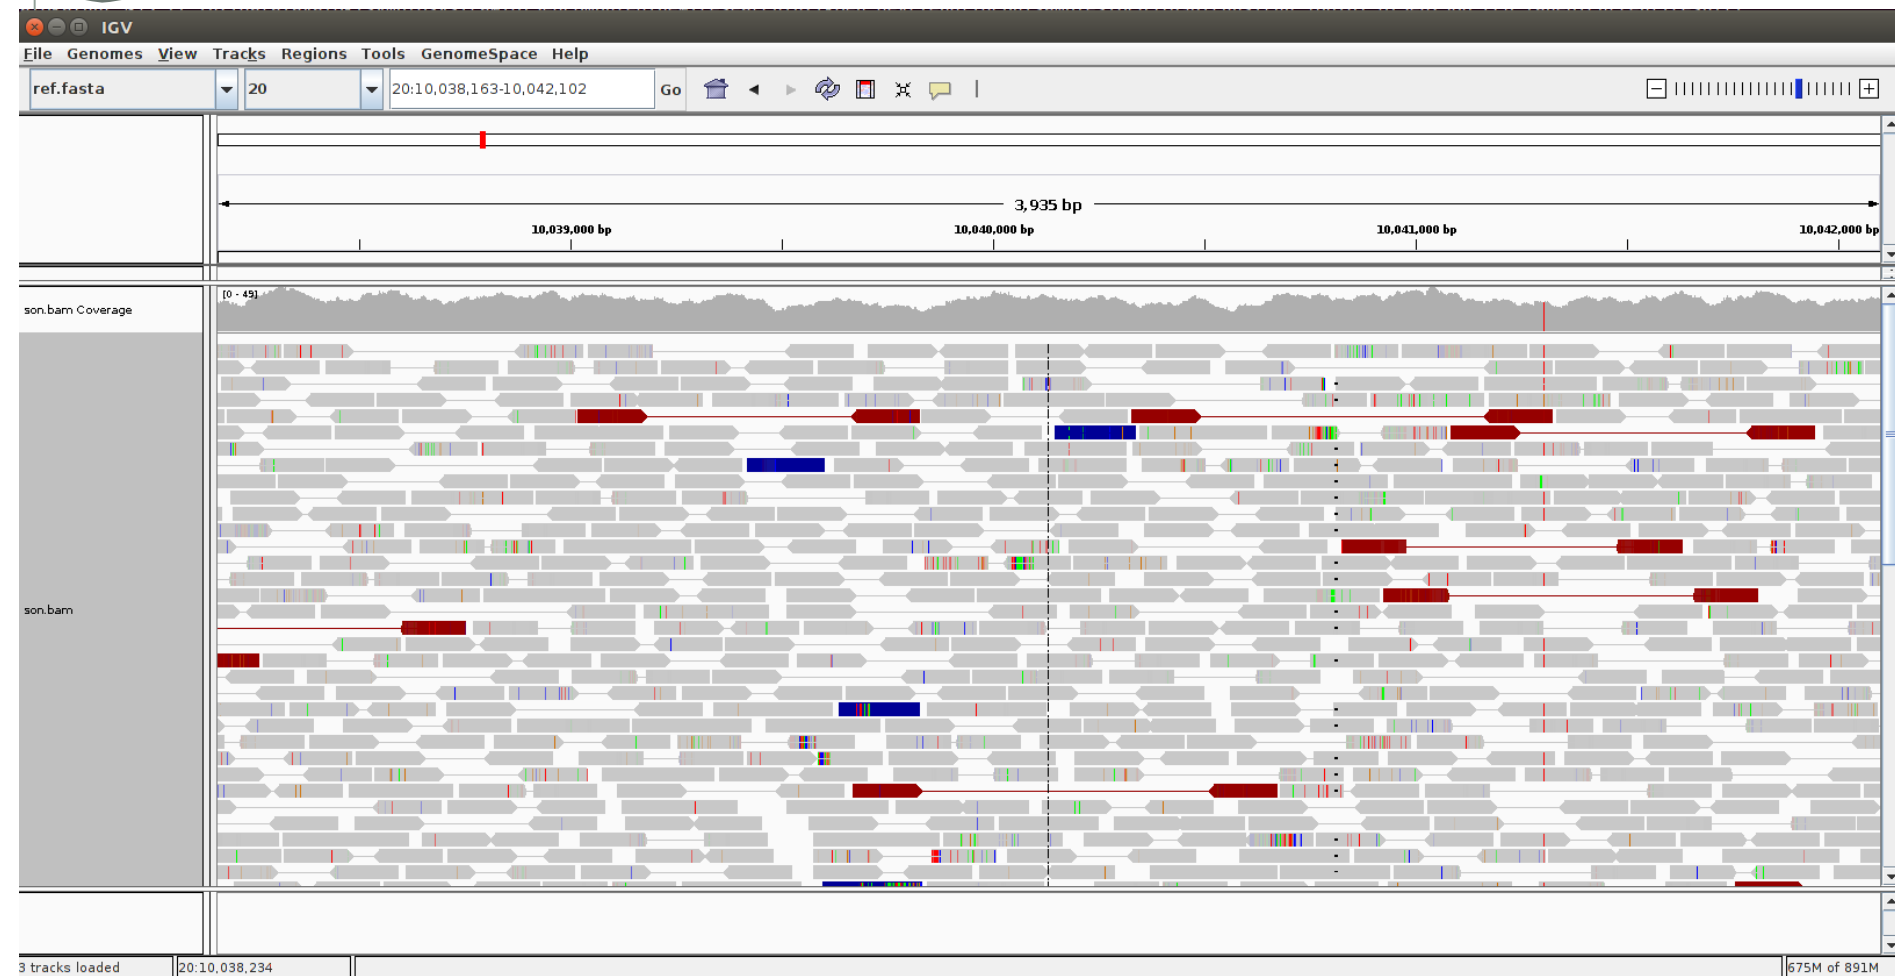 IGV
File Genomes View Tracks Regions Tools GenomeSpace Help
ref.fasta 20 20:10,038,163-10,042,102 Go
3,935 bp
10,039,000 bp 10,040,000 bp 10,041,000 bp 10,042,000 bp
[0 - 49]
son.bam Coverage
son.bam
3 tracks loaded 20:10,038,234 675M of 891M